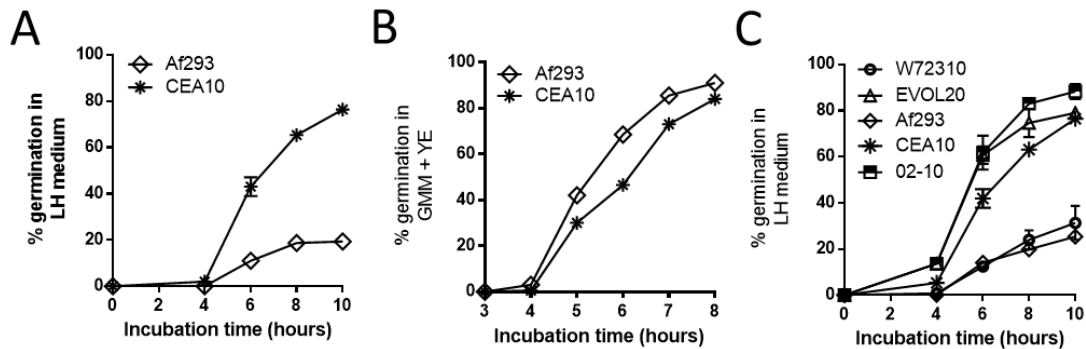 A
% germination in
LH medium
100
80
60
40
20
0
0
2
4
6
8
10
Incubation time (hours)
Af293
CEA10
B
% germination in
GMM + YE
100
80
60
40
20
0
3
4
5
6
7
8
Incubation time (hours)
Af293
CEA10
C
% germination in
LH medium
100
80
60
40
20
0
0
2
4
6
8
10
Incubation time (hours)
W72310
EVOL20
Af293
CEA10
02-10